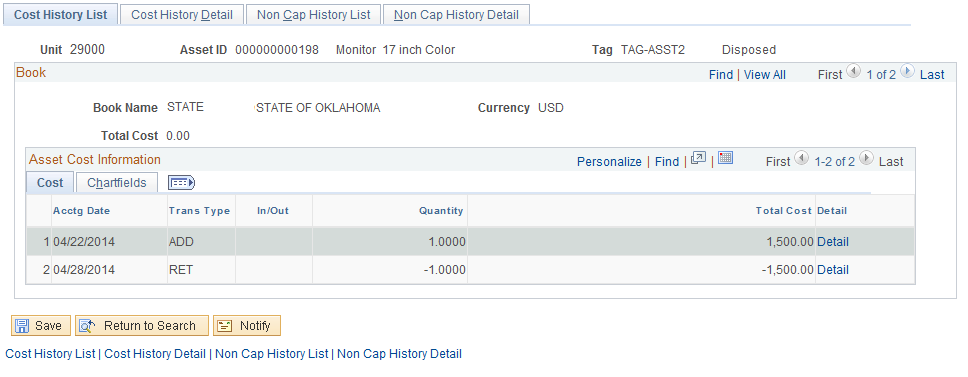 Cost History List Cost History Detail Non Cap History List Non Cap History Detail
Unit 29000 Asset ID 000000000198 Monitor 17 inch Color Tag TAG-ASST2 Disposed
Book Find | View All First 1 of 2 Last
Book Name STATE STATE OF OKLAHOMA Currency USD
Total Cost 0.00
Asset Cost Information Personalize | Find | | First 1-2 of 2 Last
Cost Chartfields
Acctg Date Trans Type In/Out Quantity Total Cost Detail
1 04/22/2014 ADD 1.0000 1,500.00 Detail
2 04/28/2014 RET -1.0000 -1,500.00 Detail
Save Return to Search Notify
Cost History List | Cost History Detail | Non Cap History List | Non Cap History Detail